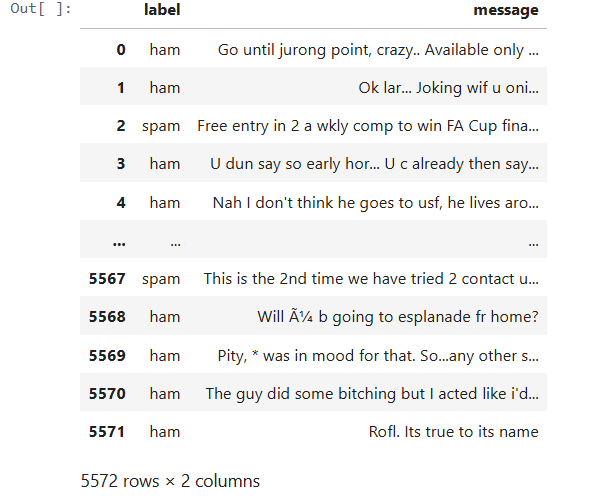 Out[ ]:
label message
0 ham Go until jurong point, crazy.. Available only ...
1 ham Ok lar... Joking wif u oni...
2 spam Free entry in 2 a wkly comp to win FA Cup fina...
3 ham U dun say so early hor... U c already then say...
4 ham Nah I don't think he goes to usf, he lives aro...
... ... ...
5567 spam This is the 2nd time we have tried 2 contact u...
5568 ham Will Ã¼ b going to esplanade fr home?
5569 ham Pity, * was in mood for that. So...any other s...
5570 ham The guy did some bitching but I acted like i'd...
5571 ham Rofl. Its true to its name
5572 rows × 2 columns